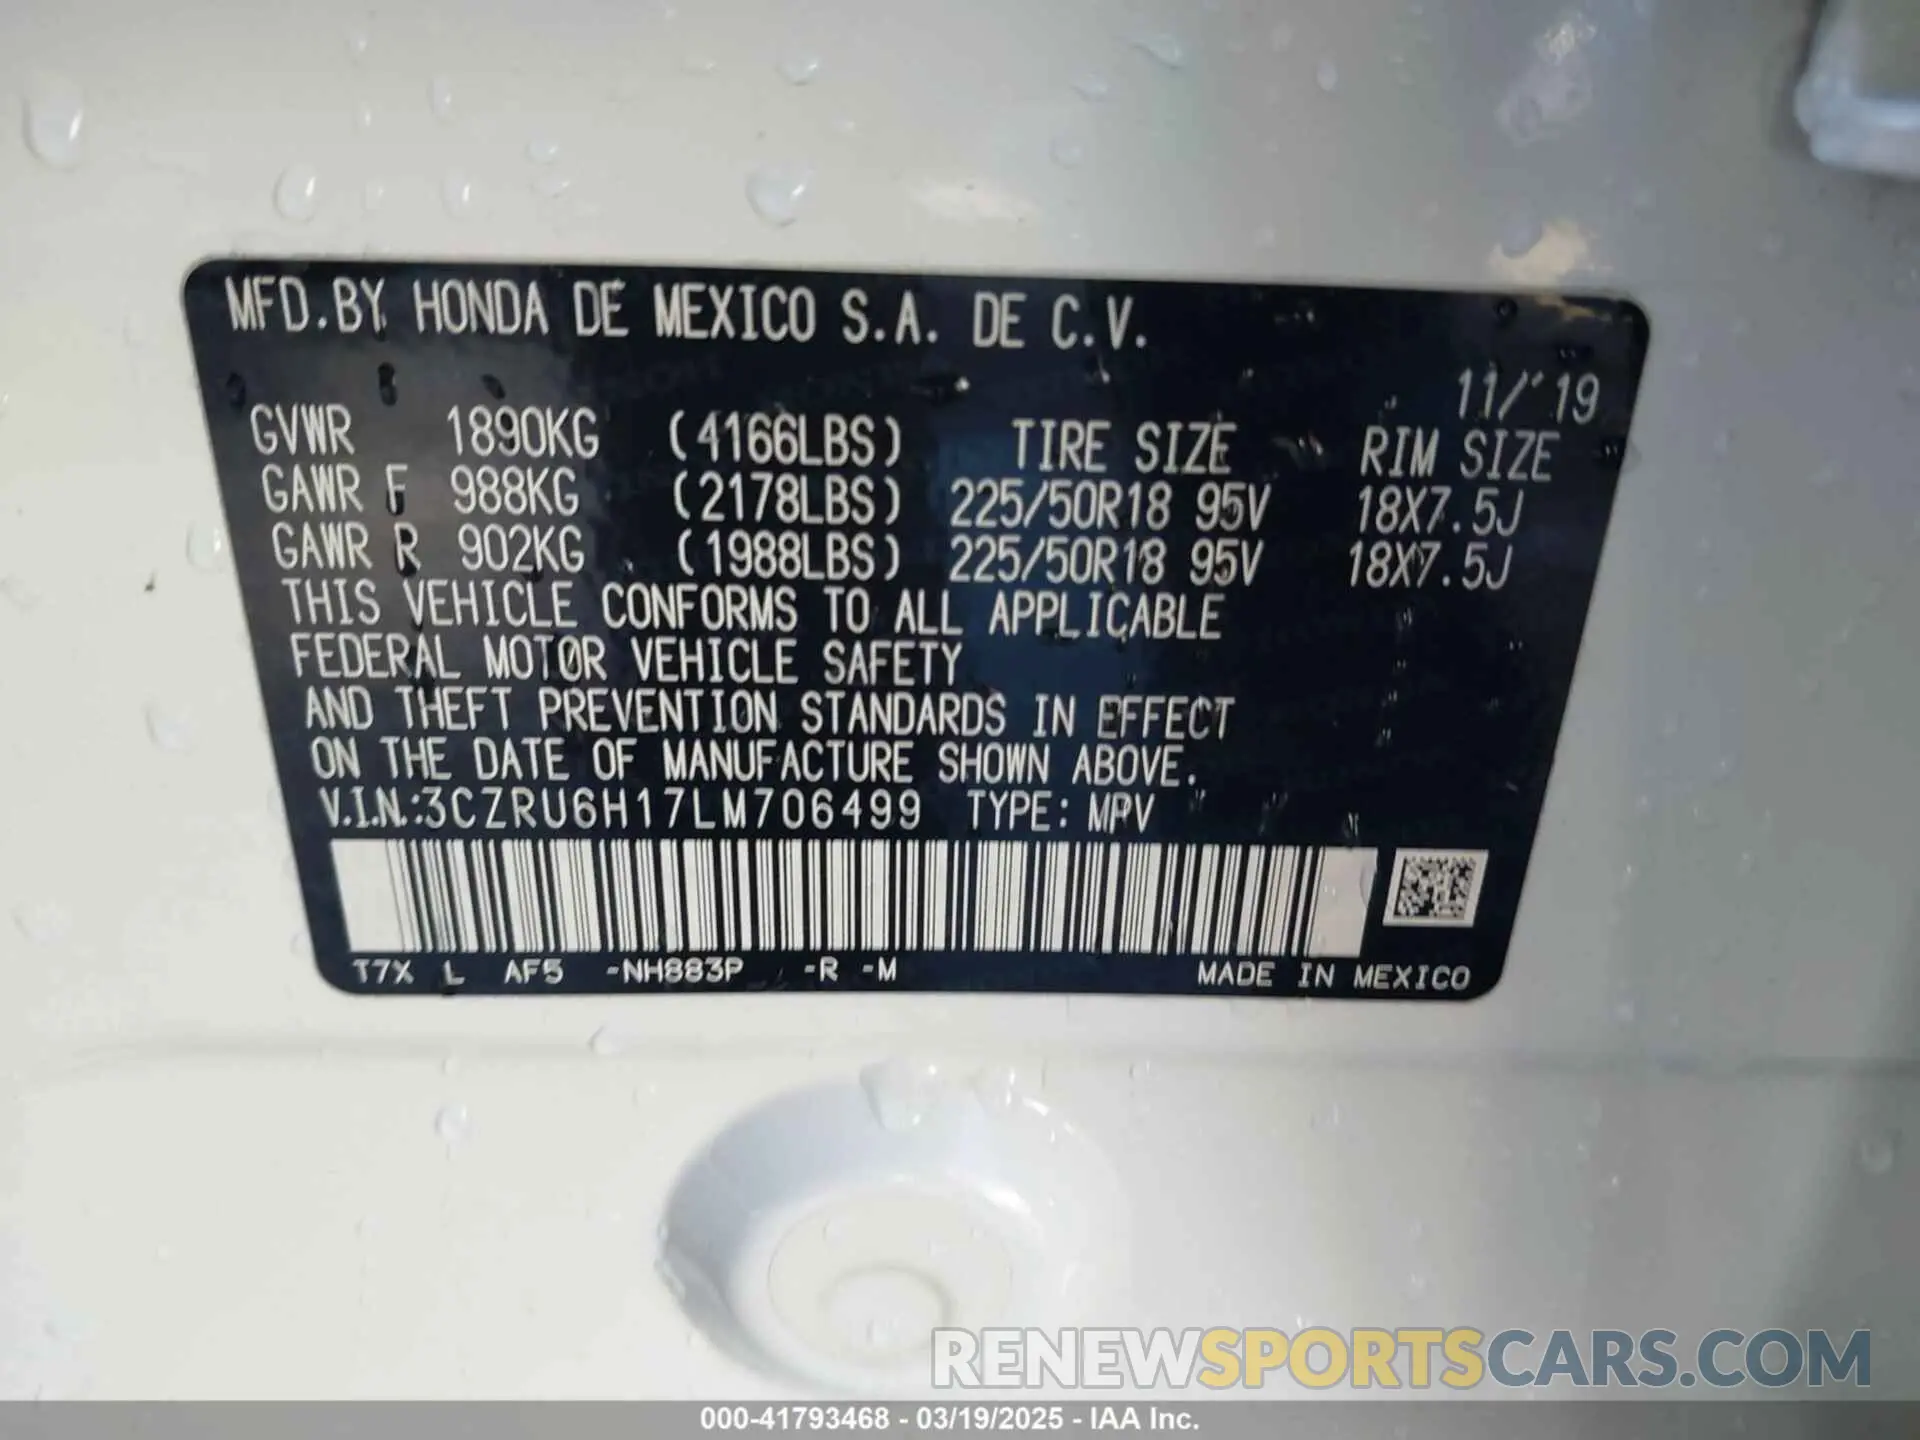 MFD.BY HONDA DE MEXICO S.A. DE C.V.
11/'19
GVWR 1890KG (4166LBS) TIRE SIZE RIM SIZE
GAWR F 988KG (2178LBS) 225/50R18 95V 18X7.5J
GAWR R 902KG (1988LBS) 225/50R18 95V 18X7.5J
THIS VEHICLE CONFORMS TO ALL APPLICABLE
FEDERAL MOTOR VEHICLE SAFETY
AND THEFT PREVENTION STANDARDS IN EFFECT
ON THE DATE OF MANUFACTURE SHOWN ABOVE.
V.I.N.:3CZRU6H17LM706499 TYPE: MPV
T7X L AF5 -NH883P -R -M MADE IN MEXICO
RENEWSPORTSCARS.COM
000-41793468 - 03/19/2025 - IAA Inc.